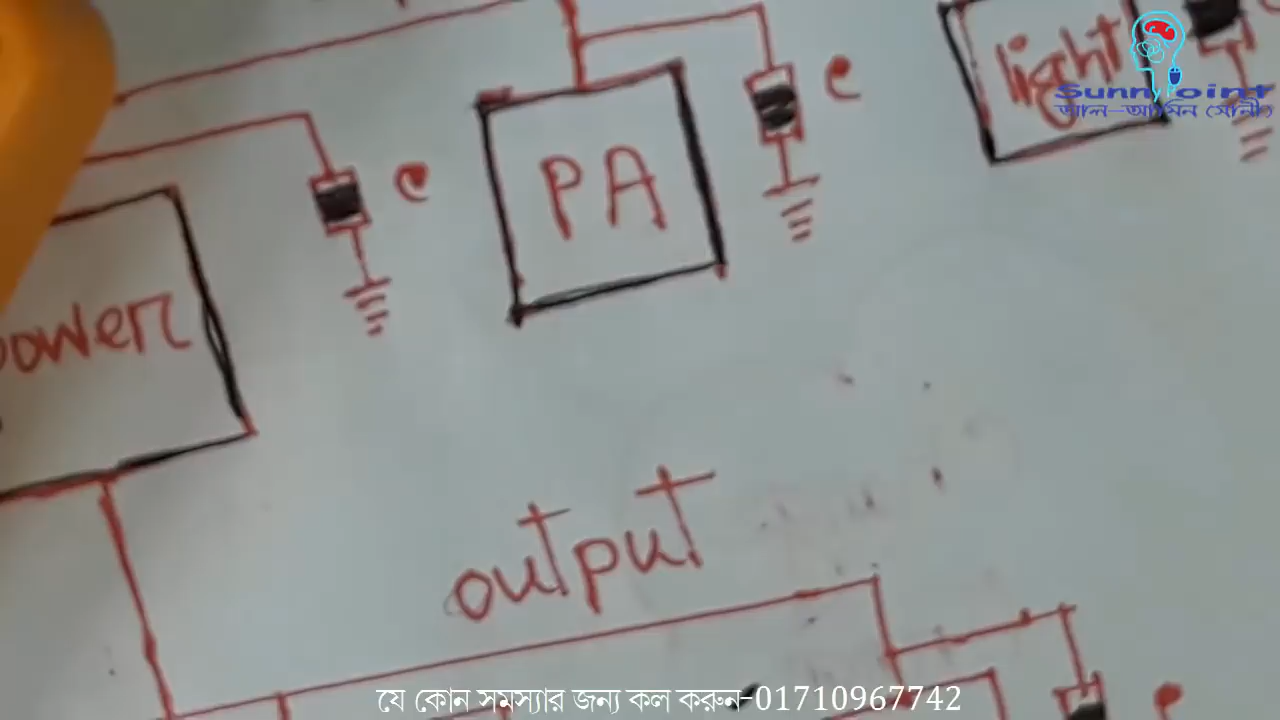 light
Sunny Point
আল-আমিন (সানী)
e
e
PA
power
output
e
যে কোন সমস্যার জন্য কল করুন-01710967742